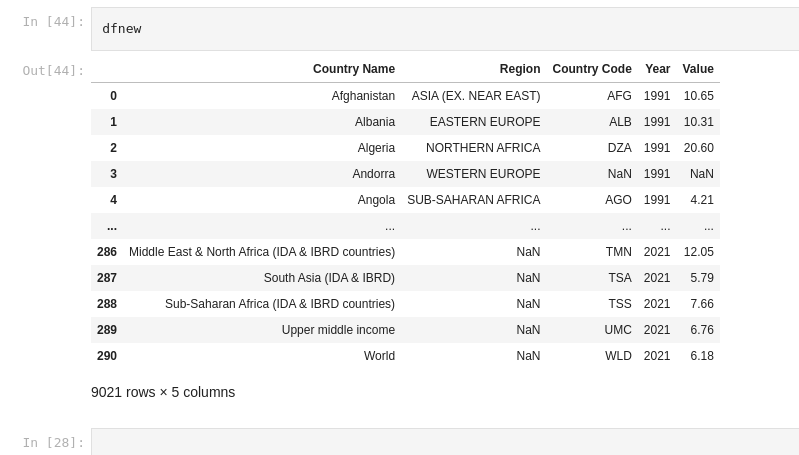 In [44]:
dfnew
Out[44]:
Country Name Region Country Code Year Value
0 Afghanistan ASIA (EX. NEAR EAST) AFG 1991 10.65
1 Albania EASTERN EUROPE ALB 1991 10.31
2 Algeria NORTHERN AFRICA DZA 1991 20.60
3 Andorra WESTERN EUROPE NaN 1991 NaN
4 Angola SUB-SAHARAN AFRICA AGO 1991 4.21
... ... ... ... ... ...
286 Middle East & North Africa (IDA & IBRD countries) NaN TMN 2021 12.05
287 South Asia (IDA & IBRD) NaN TSA 2021 5.79
288 Sub-Saharan Africa (IDA & IBRD countries) NaN TSS 2021 7.66
289 Upper middle income NaN UMC 2021 6.76
290 World NaN WLD 2021 6.18
9021 rows × 5 columns
In [28]: